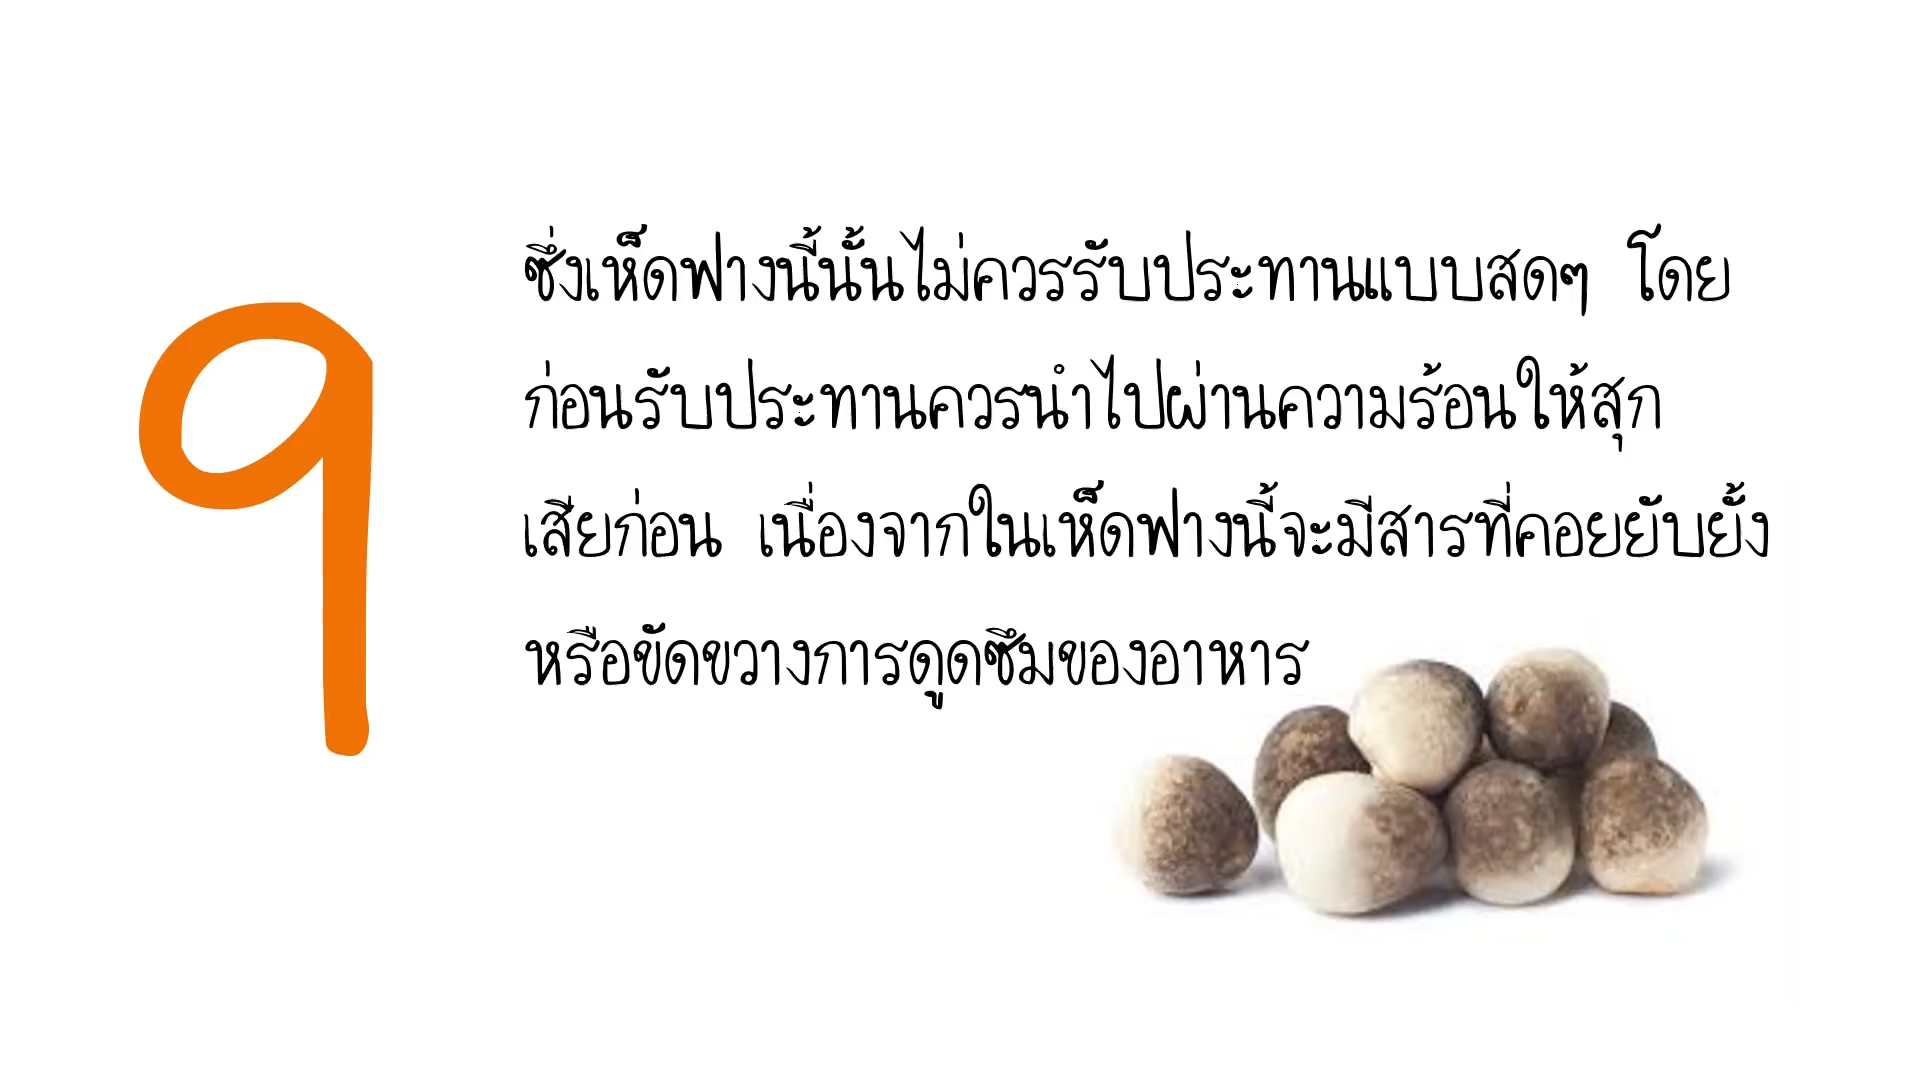 9
ซึ่งเห็ดฟางนี้นั้นไม่ควรรับประทานแบบสดๆ โดย
ก่อนรับประทานควรนำไปผ่านความร้อนให้สุก
เสียก่อน เนื่องจากในเห็ดฟางนี้จะมีสารที่คอยยับยั้ง
หรือขัดขวางการดูดซึมของอาหาร